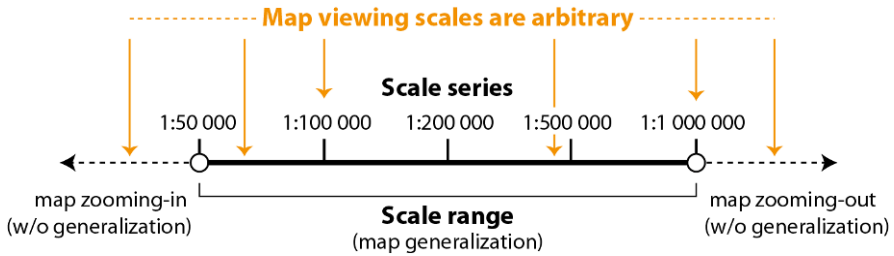 Map viewing scales are arbitrary
Scale series
1:50 000 1:100 000 1:200 000 1:500 000 1:1 000 000
map zooming-in
(w/o generalization)
Scale range
(map generalization)
map zooming-out
(w/o generalization)